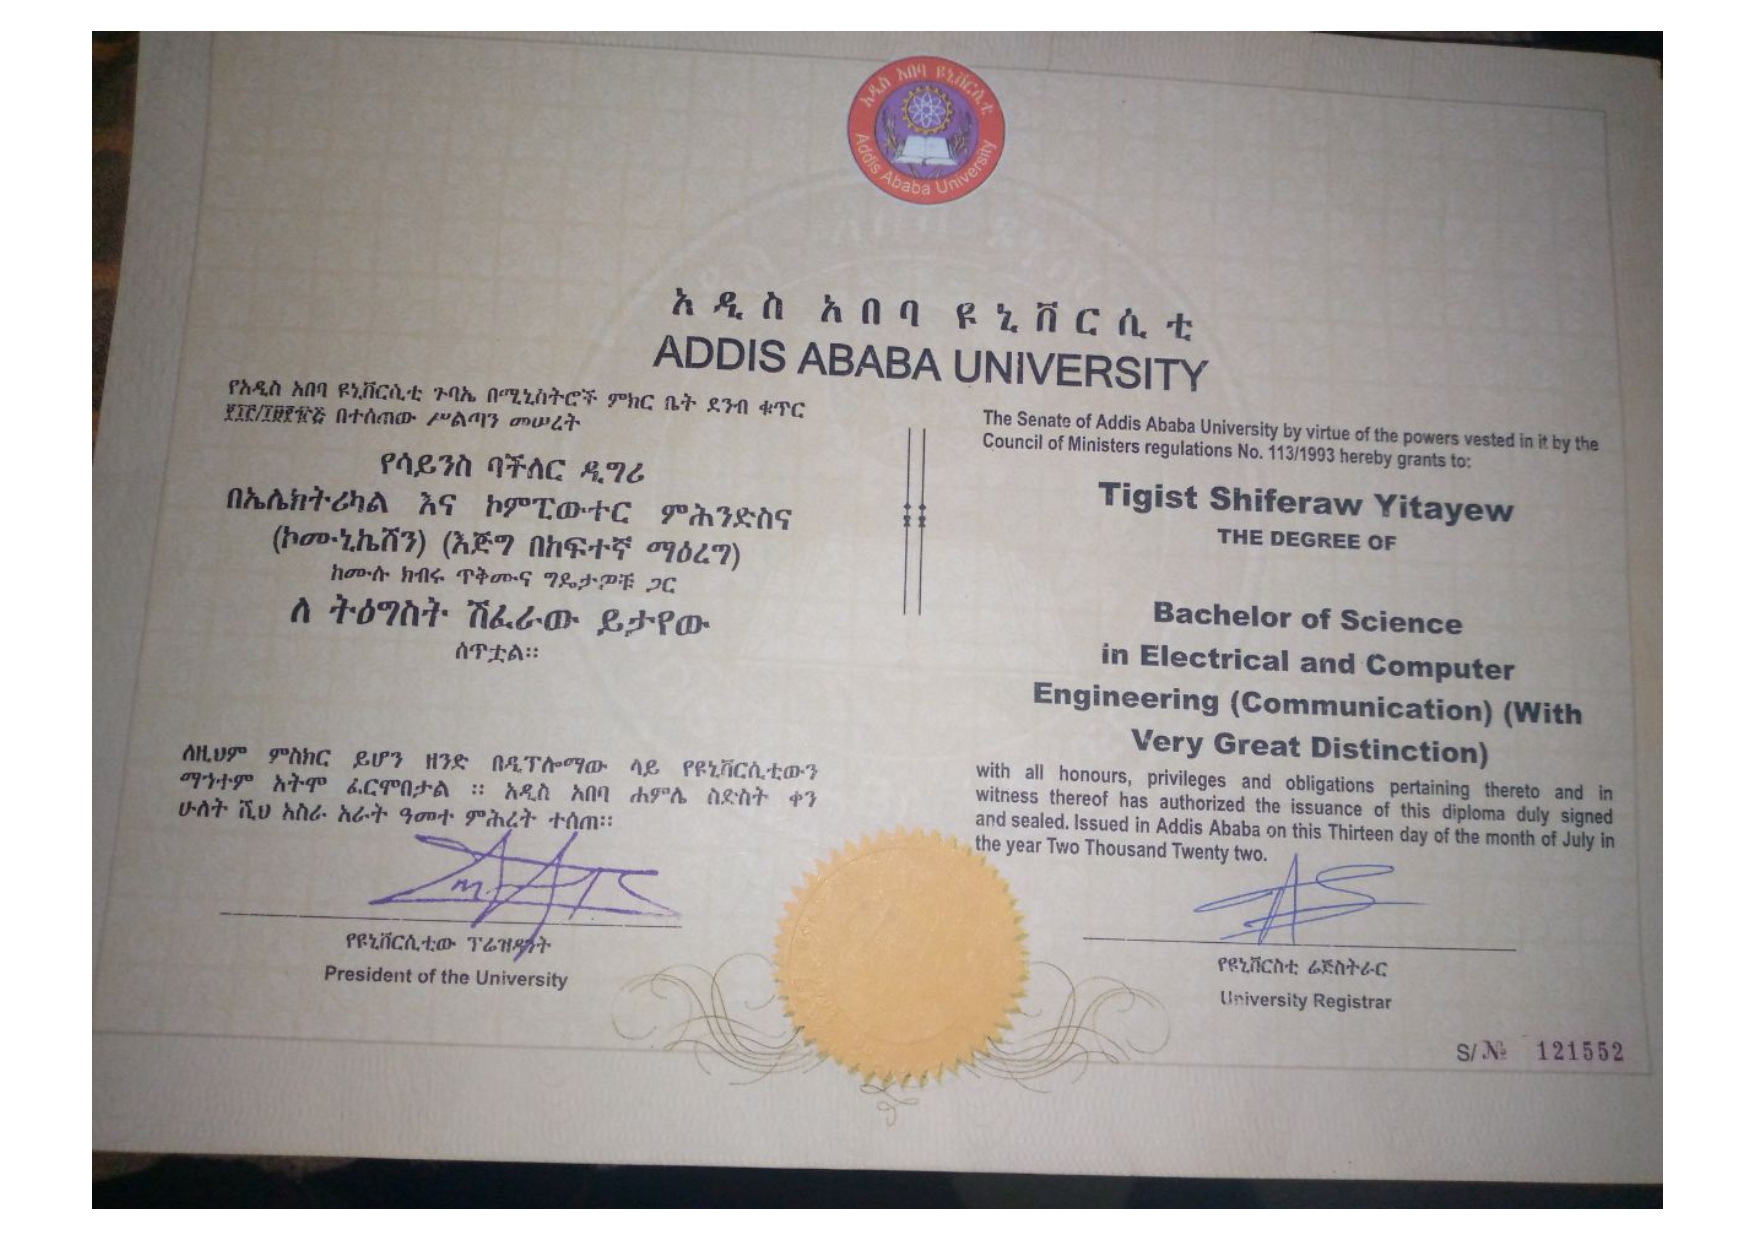 አዲስ አበባ ዩኒቨርሲቲ
Addis Ababa University
አዲስ አበባ ዩኒቨርሲቲ
ADDIS ABABA UNIVERSITY
የአዲስ አበባ ዩኒቨርሲቲ ጉባኤ በሚኒስትሮች ምክር ቤት ደንብ ቁጥር
በተሰጠው ሥልጣን መሠረት
የሳይንስ ባችለር ዲግሪ
በኤሌክትሪካል እና ኮምፒውተር ምሕንድስና
(ኮሙኒኬሽን) (እጅግ በከፍተኛ ማዕረግ)
ከሙሉ ክብሩ ጥቅሙና ግዴታዎቹ ጋር
ለ ትዕግስት ሽፈራው ይታየው
ሰጥቷል፡፡
ለዚህም ምስክር ይሆን ዘንድ በዲፕሎማው ላይ የዩኒቨርሲቲውን
ማኅተም አትሞ ፈርሞበታል ፡፡ አዲስ አበባ ሐምሌ ስድስት ቀን
ሁለት ሺህ አስራ አራት ዓመተ ምሕረት ተሰጠ፡፡
የዩኒቨርሲቲው ፕሬዝዳንት
President of the University
The Senate of Addis Ababa University by virtue of the powers vested in it by the
Council of Ministers regulations No. 113/1993 hereby grants to:
Tigist Shiferaw Yitayew
THE DEGREE OF
Bachelor of Science
in Electrical and Computer
Engineering (Communication) (With
Very Great Distinction)
with all honours, privileges and obligations pertaining thereto and in
witness thereof has authorized the issuance of this diploma duly signed
and sealed. Issued in Addis Ababa on this Thirteen day of the month of July in
the year Two Thousand Twenty two.
የዩኒቨርስቲ ሬጅስትራር
University Registrar
S/№ 121552